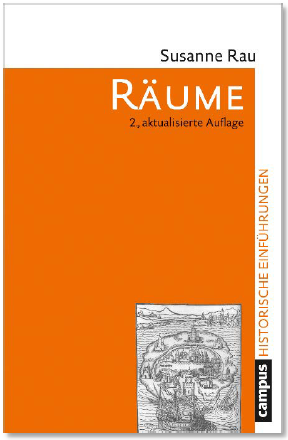 Susanne Rau
RÄUME
2., aktualisierte Auflage
campus HISTORISCHE EINFÜHRUNGEN